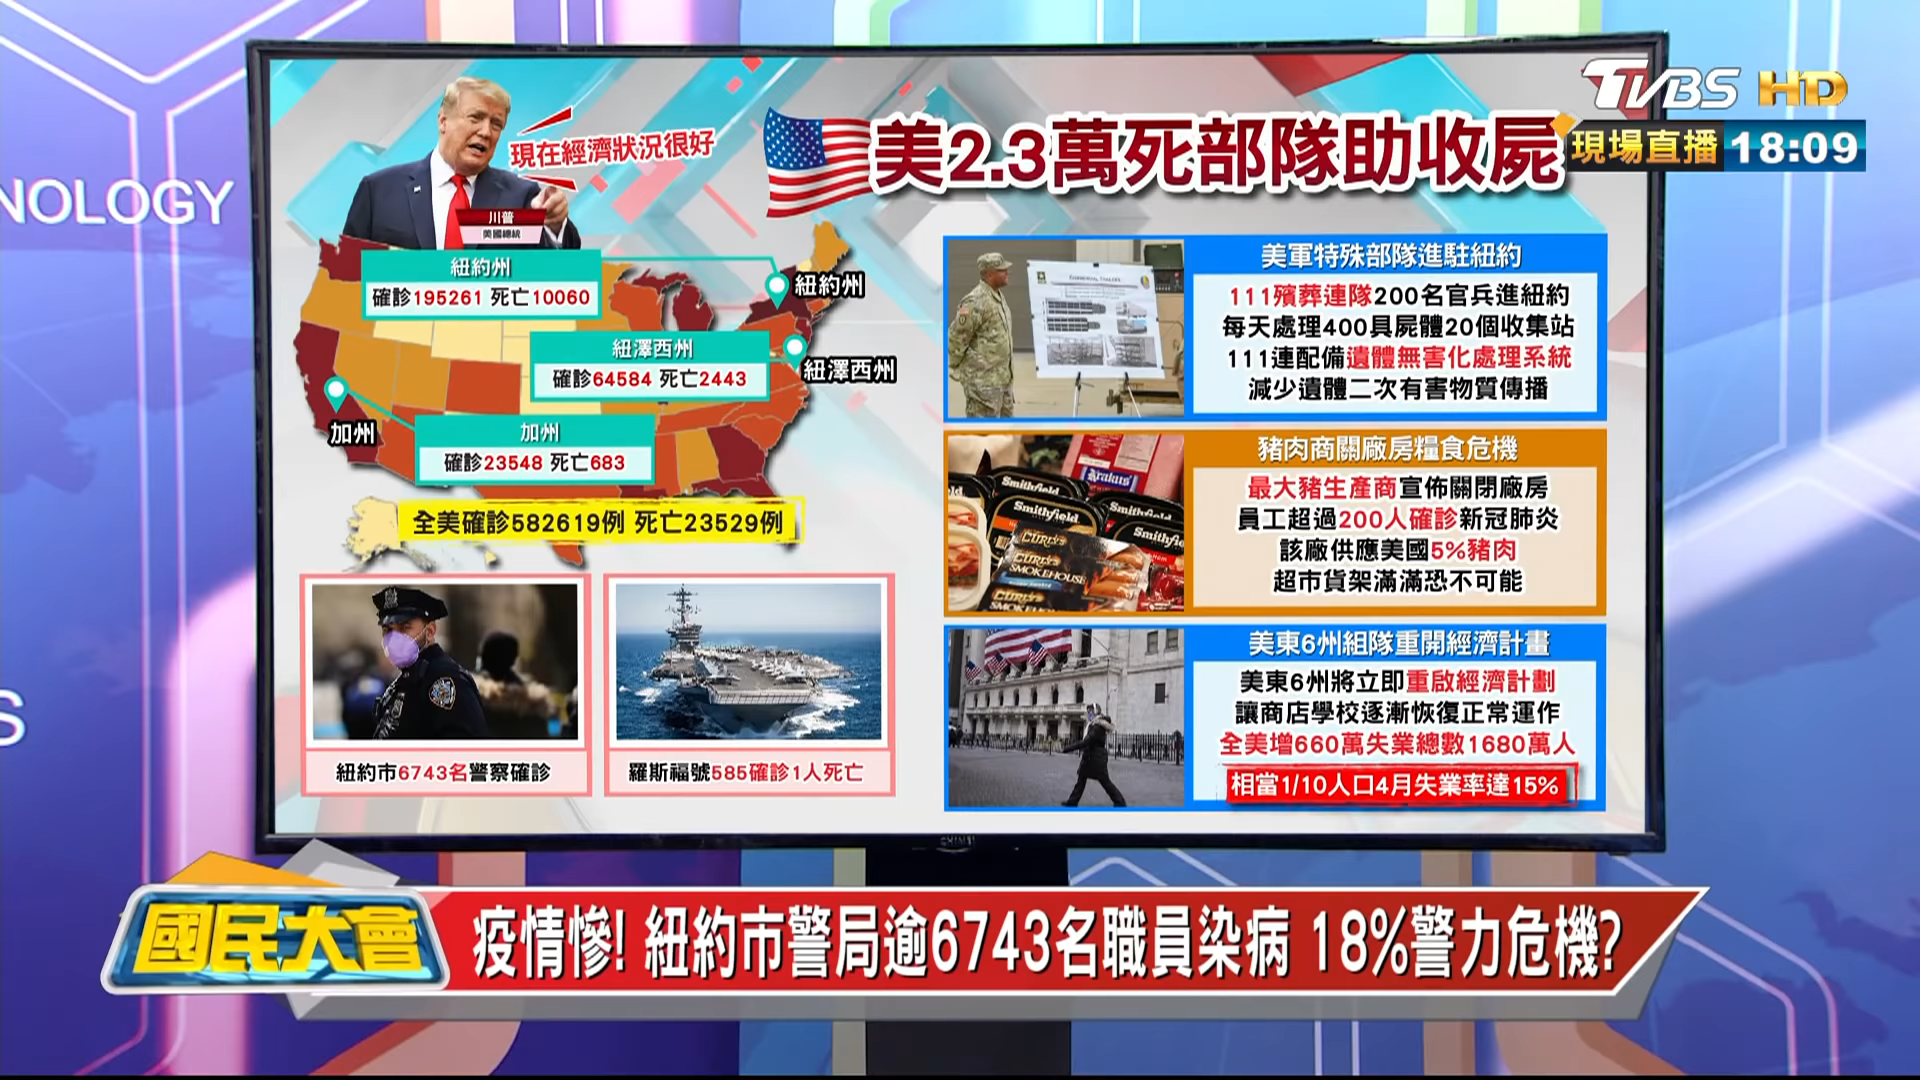 NOLOGY
S
TVBS HD
現場直播 18:09
現在經濟狀況很好
川普
美國總統
美2.3萬死部隊助收屍
紐約州
確診195261 死亡10060
紐約州
紐澤西州
確診64584 死亡2443
紐澤西州
加州
加州
確診23548 死亡683
全美確診582619例 死亡23529例
紐約市6743名警察確診
羅斯福號585確診1人死亡
美軍特殊部隊進駐紐約
111殯葬連隊200名官兵進紐約
每天處理400具屍體20個收集站
111連配備遺體無害化處理系統
減少遺體二次有害物質傳播
豬肉商關廠房糧食危機
最大豬生產商宣佈關閉廠房
員工超過200人確診新冠肺炎
該廠供應美國5%豬肉
超市貨架滿滿恐不可能
Smithfield
Smithfield
Smithfield
Smithfi
CURLY'S
CURLY'S
SMOKEHOUSE
CURLY'S
美東6州組隊重開經濟計畫
美東6州將立即重啟經濟計劃
讓商店學校逐漸恢復正常運作
全美增660萬失業總數1680萬人
相當1/10人口4月失業率達15%
CHIMEI
國民大會
疫情慘! 紐約市警局逾6743名職員染病 18%警力危機?